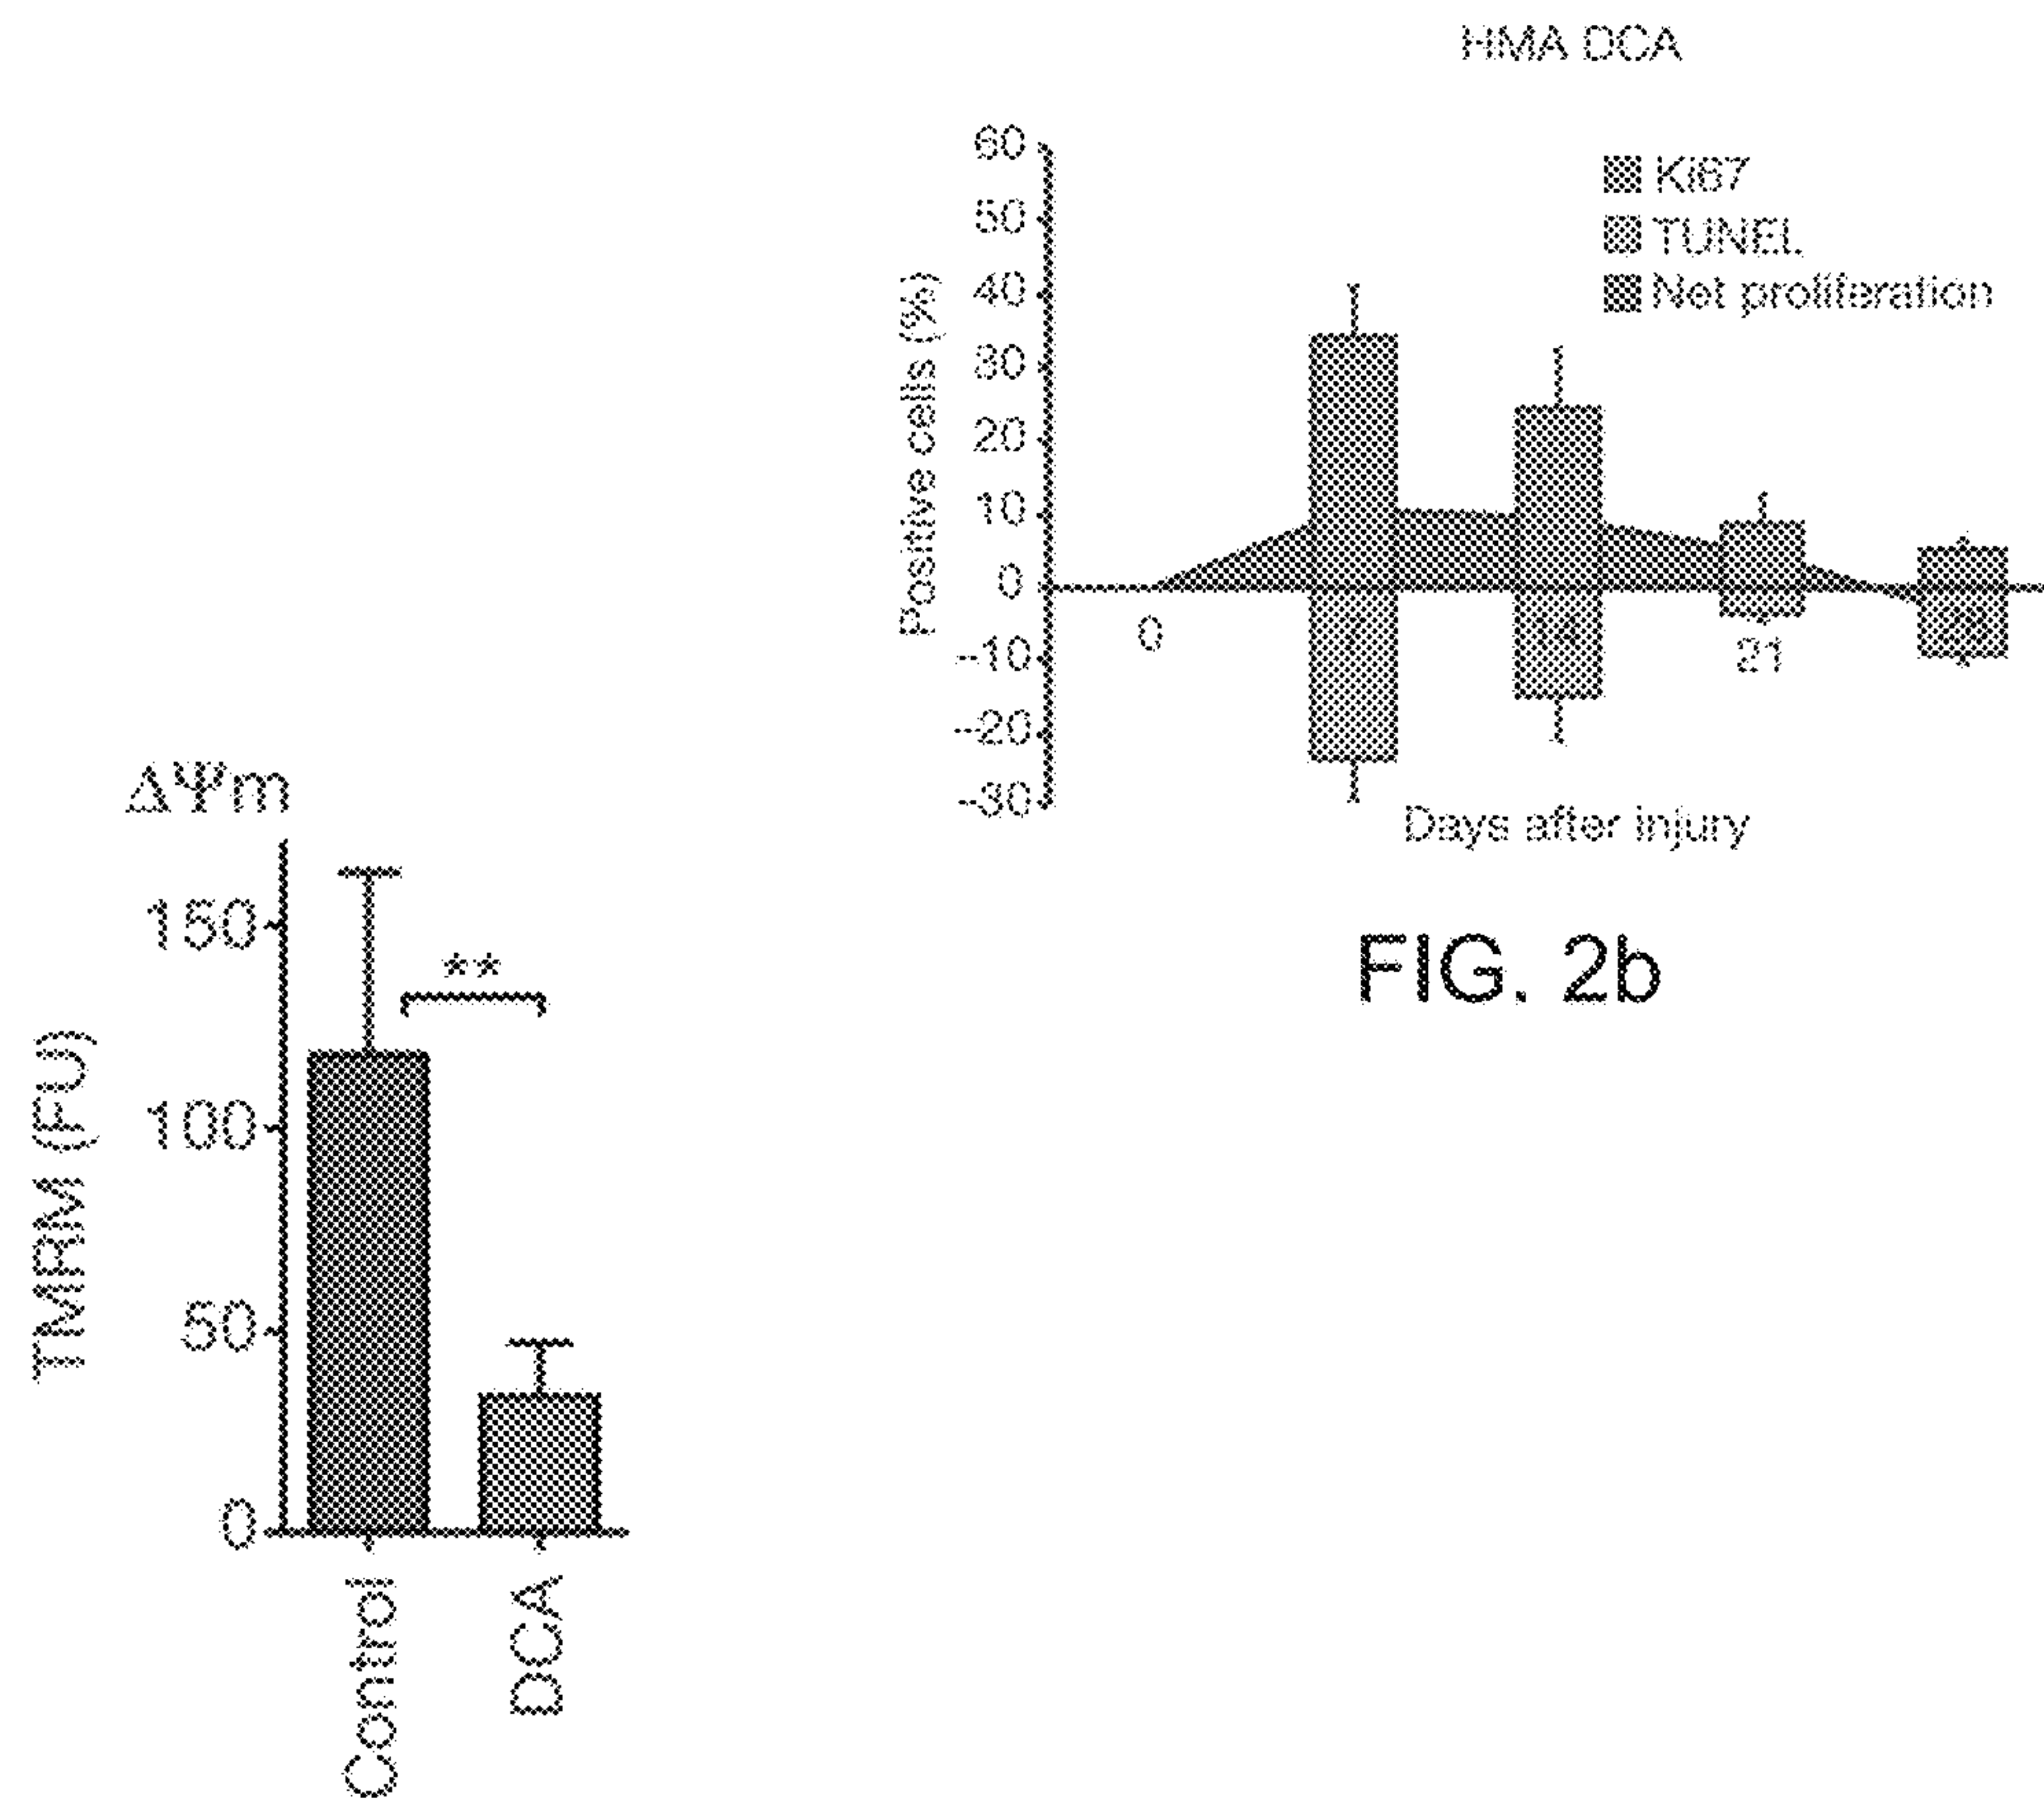 HMA DCA
60
50
40
30
20
10
0
-10
-20
-30
Positive cells (%)
Ki67
TUNEL
Net proliferation
0
21
Days after injury
FIG. 2b
ΔΨm
150
100
50
0
TMRM (FU)
**
Control
DCA